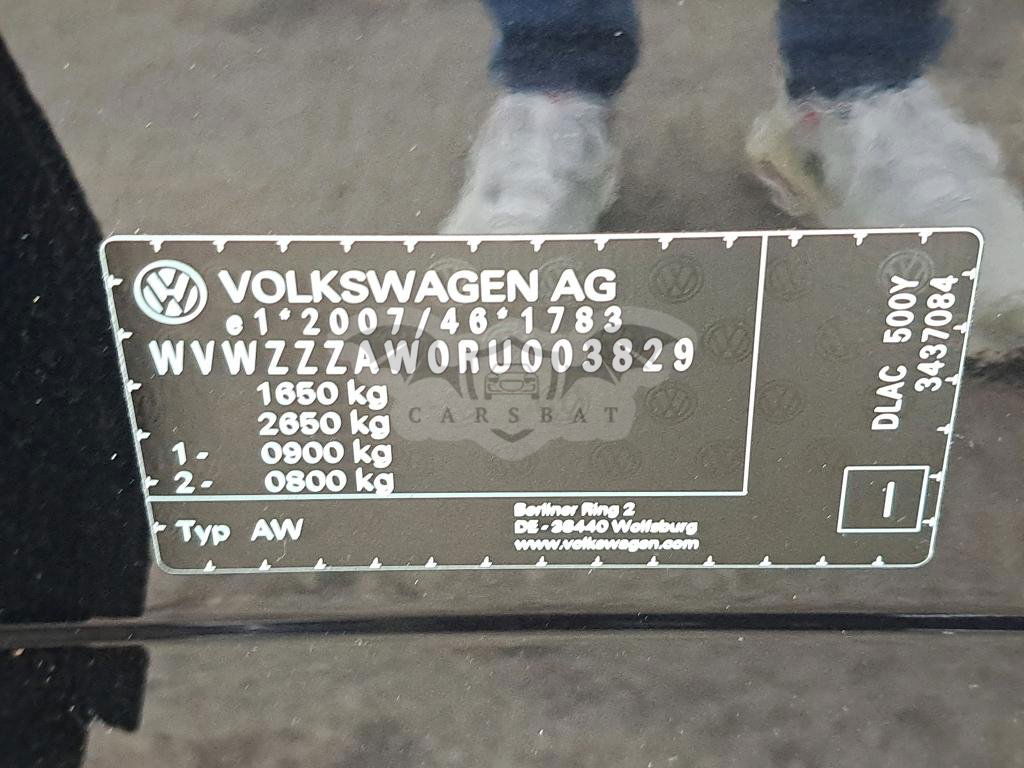 VOLKSWAGEN AG
e1*2007/46*1783
WVWZZZAW0RU003829
1650 kg
2650 kg
1- 0900 kg
2- 0800 kg
Typ AW
Berliner Ring 2
DE - 38440 Wolfsburg
www.volkswagen.com
DLAC 500Y
3437084
I
CARSBAT